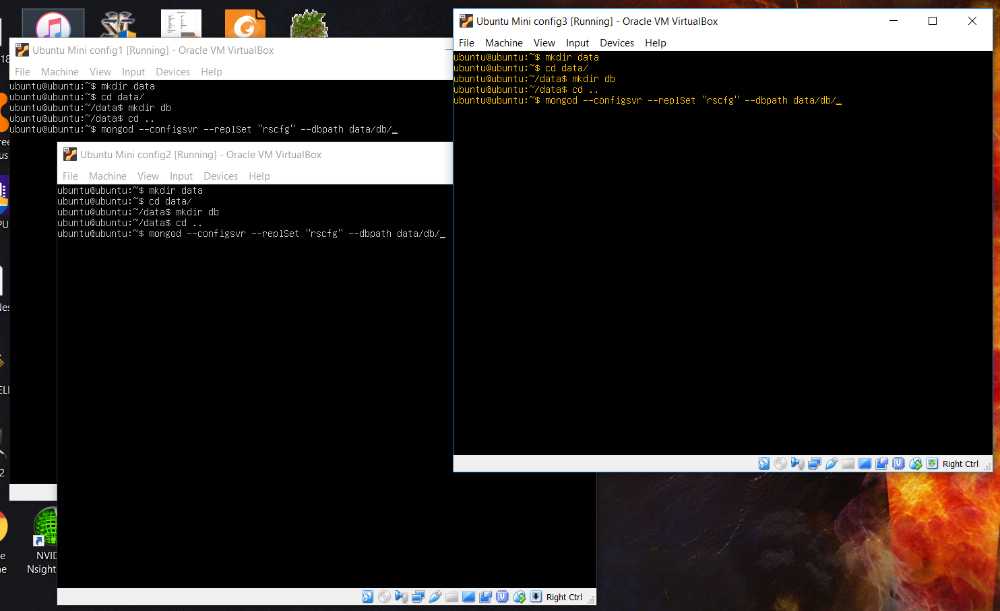 Ubuntu Mini config1 [Running] - Oracle VM VirtualBox
File Machine View Input Devices Help
ubuntu@ubuntu:~$ mkdir data
ubuntu@ubuntu:~$ cd data/
ubuntu@ubuntu:~/data$ mkdir db
ubuntu@ubuntu:~/data$ cd ..
ubuntu@ubuntu:~$ mongod --configsvr --replSet "rscfg" --dbpath data/db/_
Ubuntu Mini config2 [Running] - Oracle VM VirtualBox
File Machine View Input Devices Help
ubuntu@ubuntu:~$ mkdir data
ubuntu@ubuntu:~$ cd data/
ubuntu@ubuntu:~/data$ mkdir db
ubuntu@ubuntu:~/data$ cd ..
ubuntu@ubuntu:~$ mongod --configsvr --replSet "rscfg" --dbpath data/db/_
Right Ctrl
Ubuntu Mini config3 [Running] - Oracle VM VirtualBox
File Machine View Input Devices Help
ubuntu@ubuntu:~$ mkdir data
ubuntu@ubuntu:~$ cd data/
ubuntu@ubuntu:~/data$ mkdir db
ubuntu@ubuntu:~/data$ cd ..
ubuntu@ubuntu:~$ mongod --configsvr --replSet "rscfg" --dbpath data/db/_
Right Ctrl
NVID
Nsight